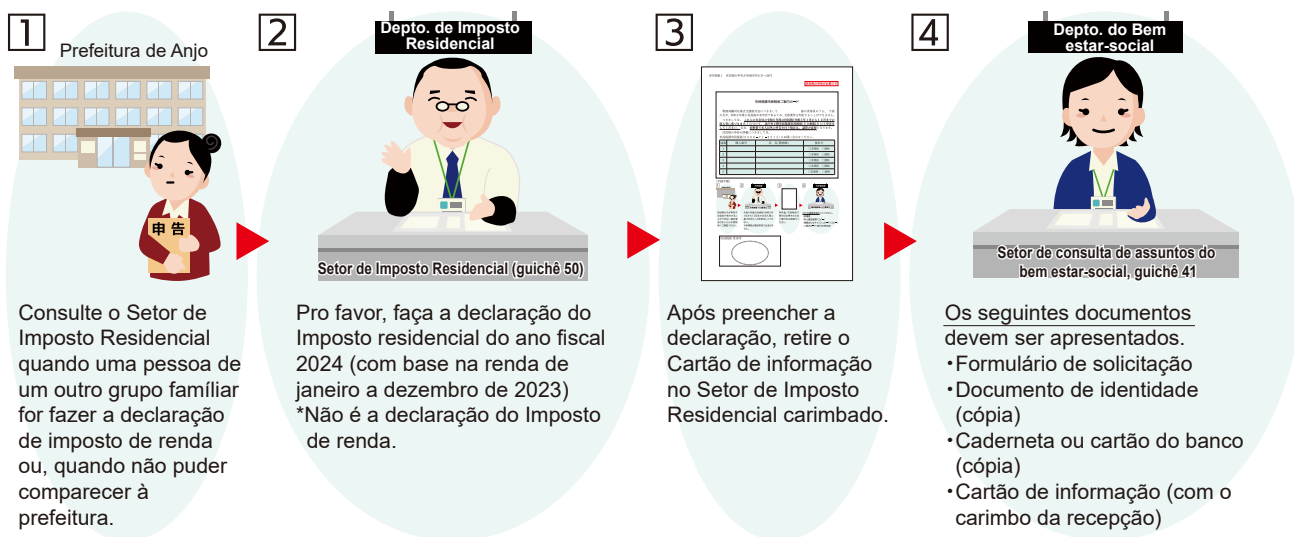 1
Prefeitura de Anjo
申告
Consulte o Setor de
Imposto Residencial
quando uma pessoa de
um outro grupo famíliar
for fazer a declaração
de imposto de renda
ou, quando não puder
comparecer à
prefeitura.
2
Depto. de Imposto
Residencial
Setor de Imposto Residencial (guichê 50)
Pro favor, faça a declaração do
Imposto residencial do ano fiscal
2024 (com base na renda de
janeiro a dezembro de 2023)
*Não é a declaração do Imposto
de renda.
3
Após preencher a
declaração, retire o
Cartão de informação
no Setor de Imposto
Residencial carimbado.
4
Depto. do Bem
estar-social
Setor de consulta de assuntos do
bem estar-social, guichê 41
Os seguintes documentos
devem ser apresentados.
・Formulário de solicitação
・Documento de identidade
(cópia)
・Caderneta ou cartão do banco
(cópia)
・Cartão de informação (com o
carimbo da recepção)